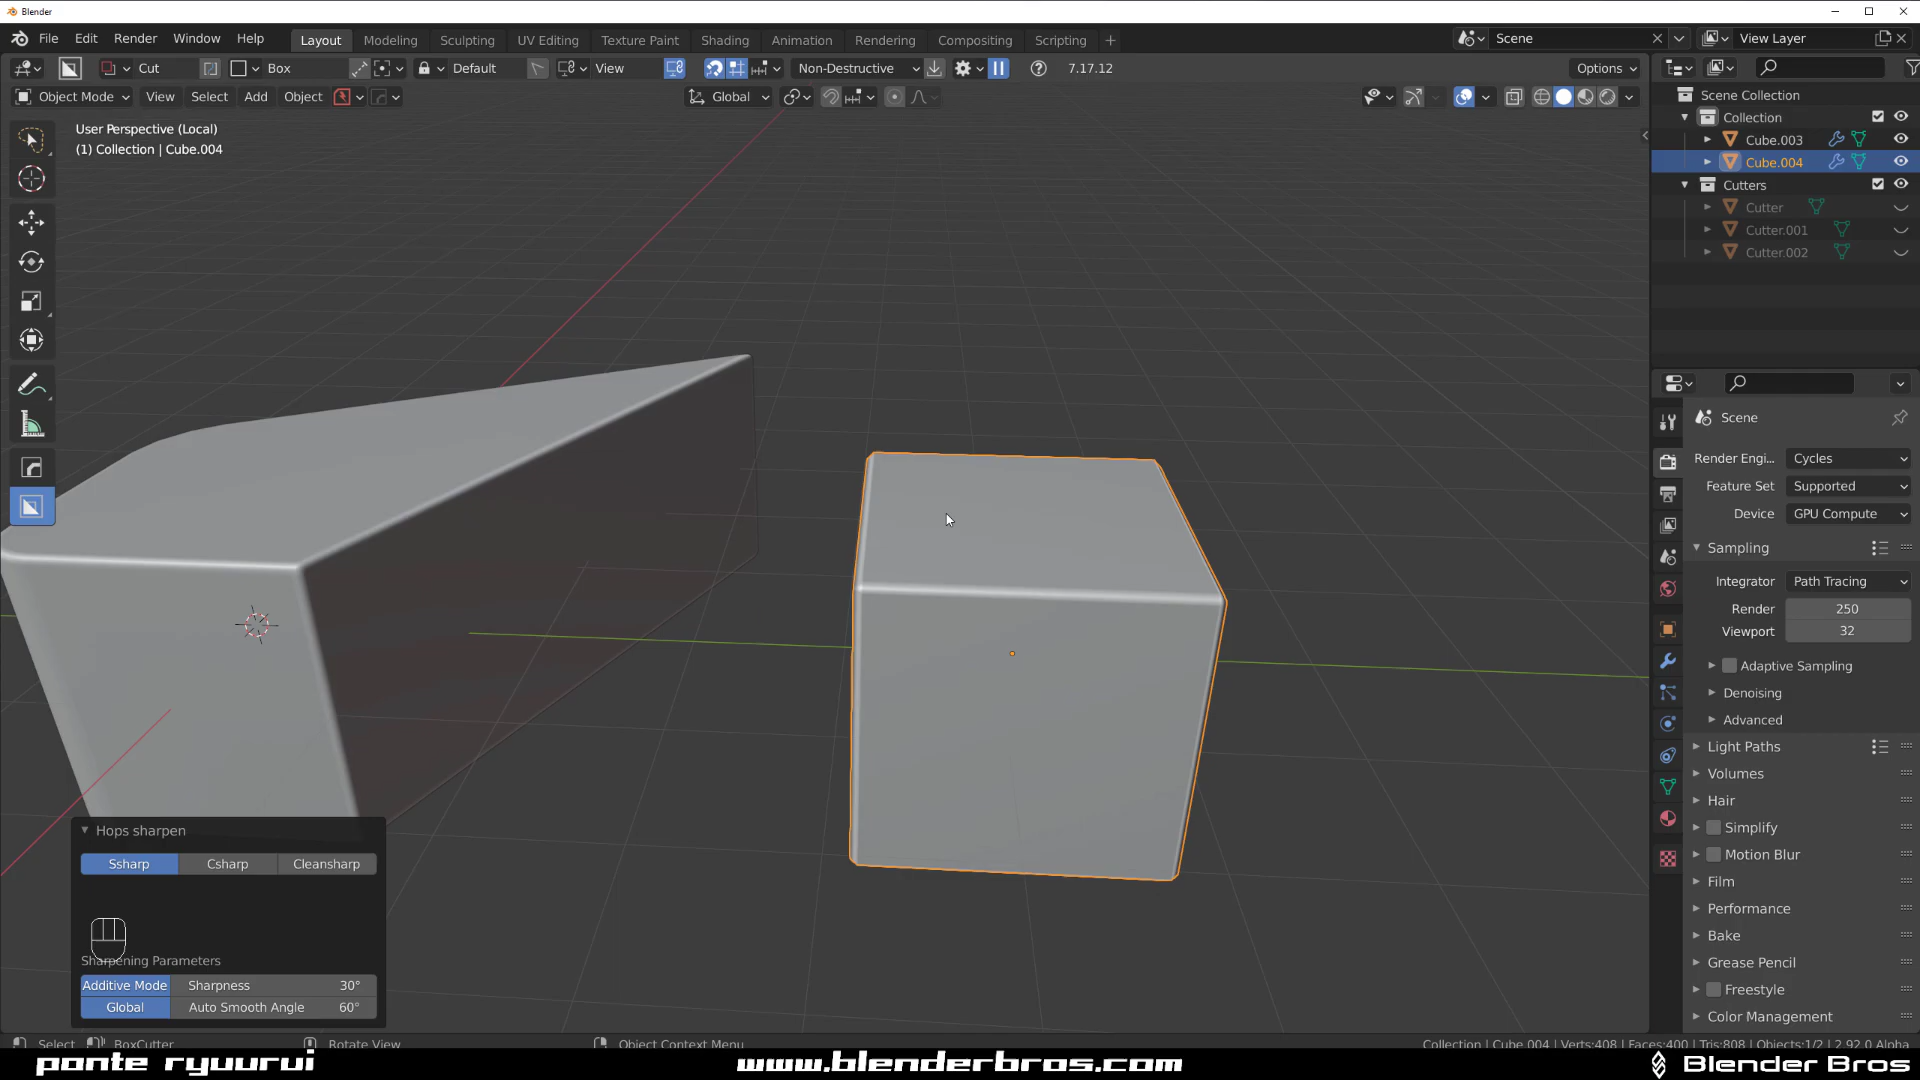 Blender
File Edit Render Window Help Layout Modeling Sculpting UV Editing Texture Paint Shading Animation Rendering Compositing Scripting + Scene View Layer
Cut Box Default View Non-Destructive 7.17.12 Options
Object Mode View Select Add Object Global
User Perspective (Local)
(1) Collection | Cube.004
Scene Collection
Collection
Cube.003
Cube.004
Cutters
Cutter
Cutter.001
Cutter.002
Scene
Render Engi... Cycles
Feature Set Supported
Device GPU Compute
Sampling
Integrator Path Tracing
Render 250
Viewport 32
Adaptive Sampling
Denoising
Advanced
Light Paths
Volumes
Hair
Simplify
Motion Blur
Film
Performance
Bake
Grease Pencil
Freestyle
Color Management
Hops sharpen
Ssharp Csharp Cleansharp
Sharpening Parameters
Additive Mode Sharpness 30°
Global Auto Smooth Angle 60°
Select BoxCutter Rotate View Object Context Menu Collection | Cube.004 | Verts:408 | Faces:400 | Tris:808 | Objects:1/2 | 2.92.0 Alpha
ponte ryuurui www.blenderbros.com Blender Bros